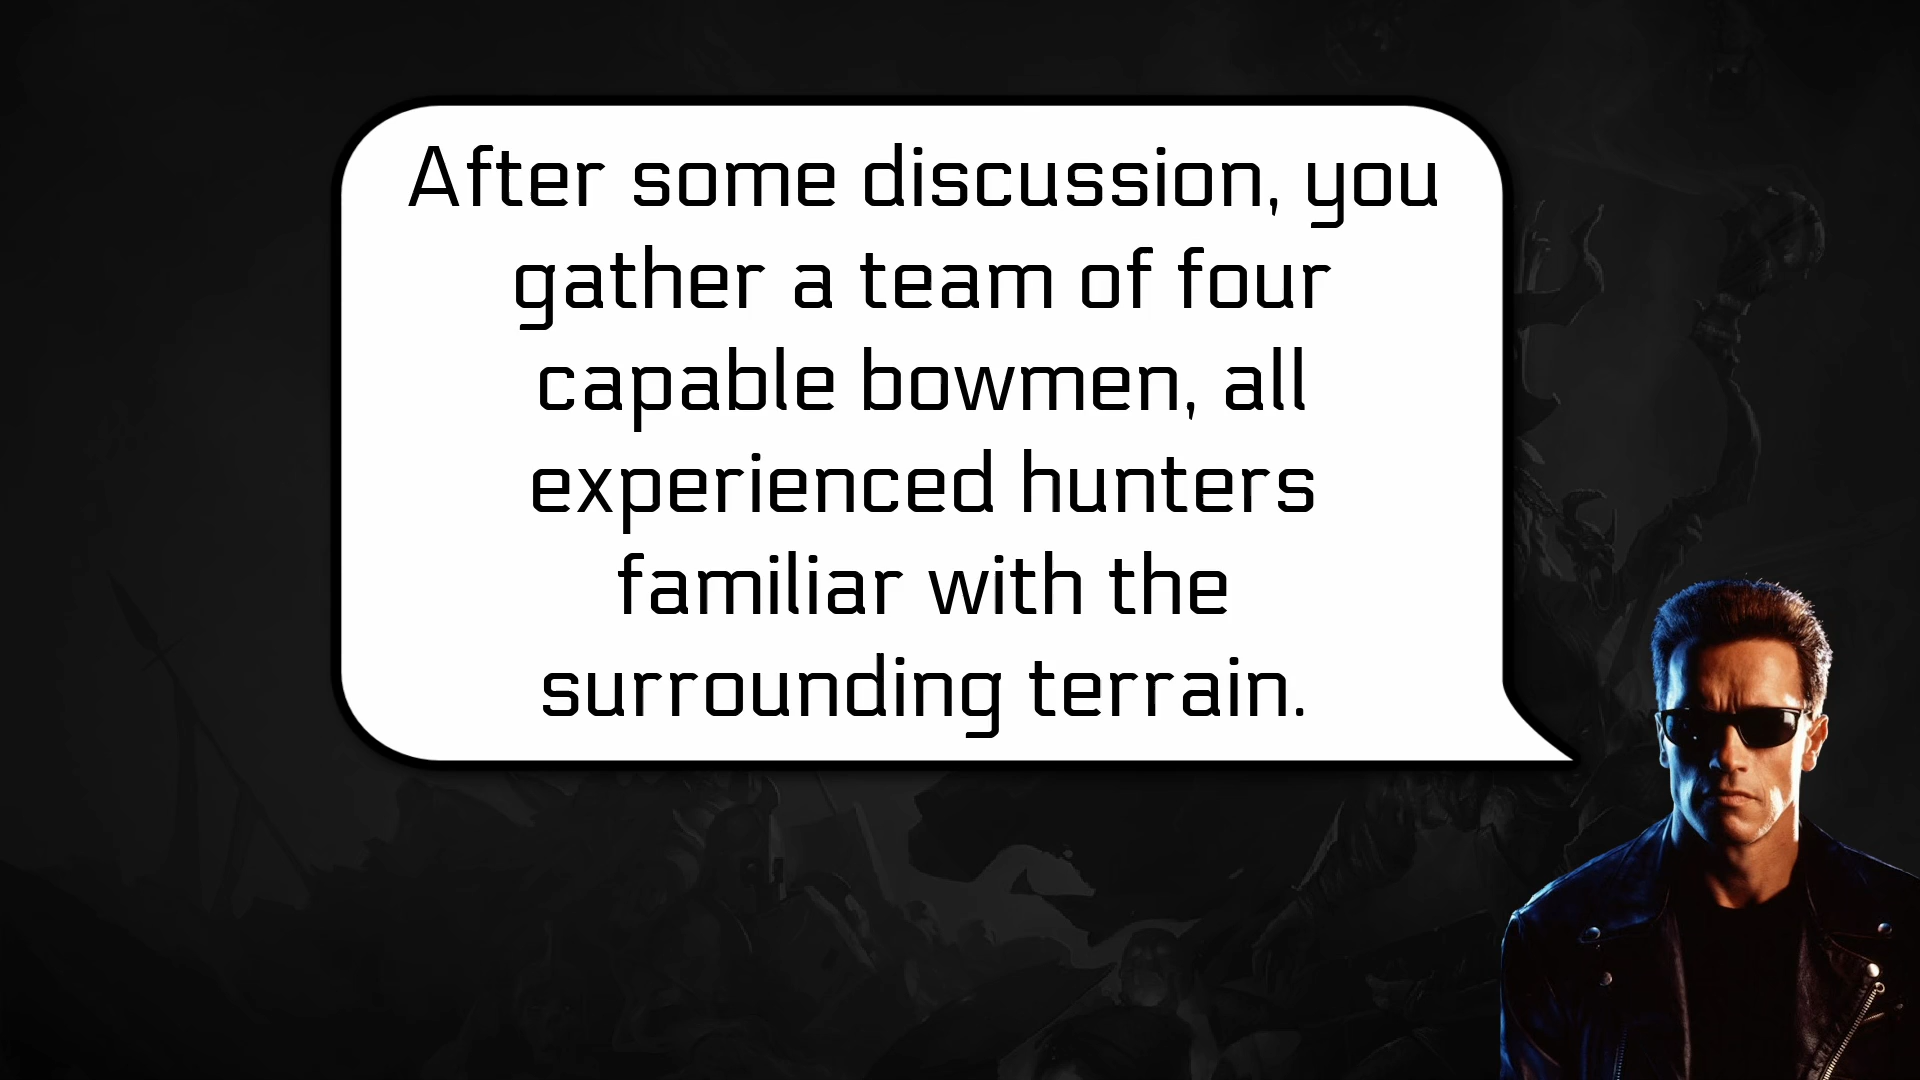 After some discussion, you
gather a team of four
capable bowmen, all
experienced hunters
familiar with the
surrounding terrain.